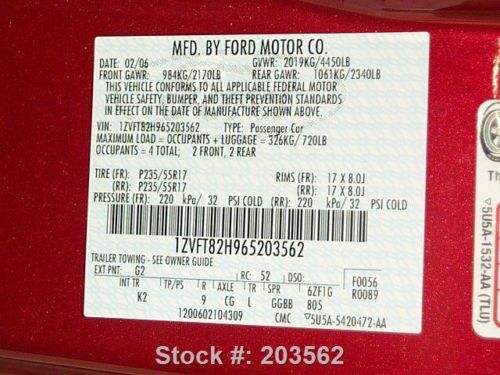 MFD. BY FORD MOTOR CO.
DATE: 02/06 GVWR: 2019KG/4450LB
FRONT GAWR: 984KG/2170LB REAR GAWR: 1061KG/2340LB
THIS VEHICLE CONFORMS TO ALL APPLICABLE FEDERAL MOTOR
VEHICLE SAFETY, BUMPER, AND THEFT PREVENTION STANDARDS
IN EFFECT ON THE DATE OF MANUFACTURE SHOWN ABOVE.
VIN: 1ZVFT82H965203562 TYPE: Passenger Car
MAXIMUM LOAD = OCCUPANTS + LUGGAGE = 326KG/720LB
OCCUPANTS = 4 TOTAL; 2 FRONT, 2 REAR
TIRE (FR): P235/55R17 RIMS (FR): 17 X 8.0J
(RR): P235/55R17 (RR): 17 X 8.0J
PRESSURE (FR): 220 kPa/ 32 PSI COLD (RR): 220 kPa/ 32 PSI COLD
1ZVFT82H965203562
TRAILER TOWING - SEE OWNER GUIDE
EXT PNT: G2 RC: 52 DSO: F0056
INT TR TP/PS R AXLE TR SPR 6ZF1G R0089
K2 9 CG L GGBB 805
1200602104309 CMC 5U5A-5420472-AA
Th
5U5A-1532-AA (TLU)
Stock #: 203562